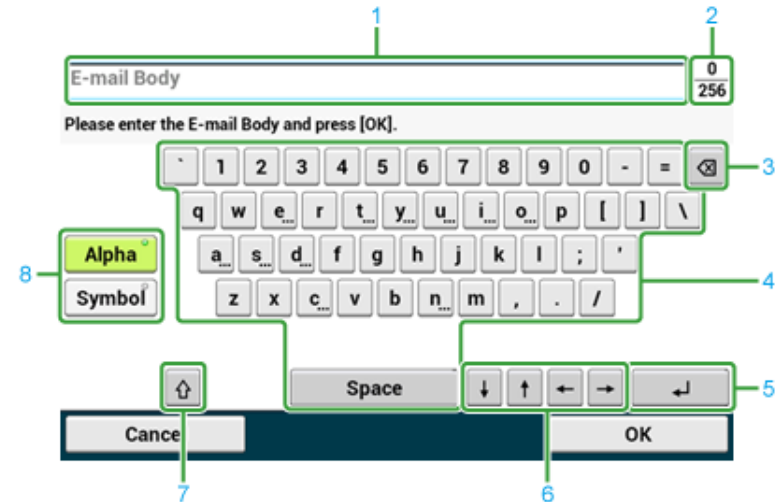 1 2
E-mail Body 0
256
Please enter the E-mail Body and press [OK].
` 1 2 3 4 5 6 7 8 9 0 - = ⌫ 3
q w e... r t... y... u... i... o... p [ ] \
Alpha a... s... d... f g h j k l ; '
8 4
Symbol z x c... v b n... m , . /
⇧ Space ↓ ↑ ← → ↵ 5
Cance OK
7 6